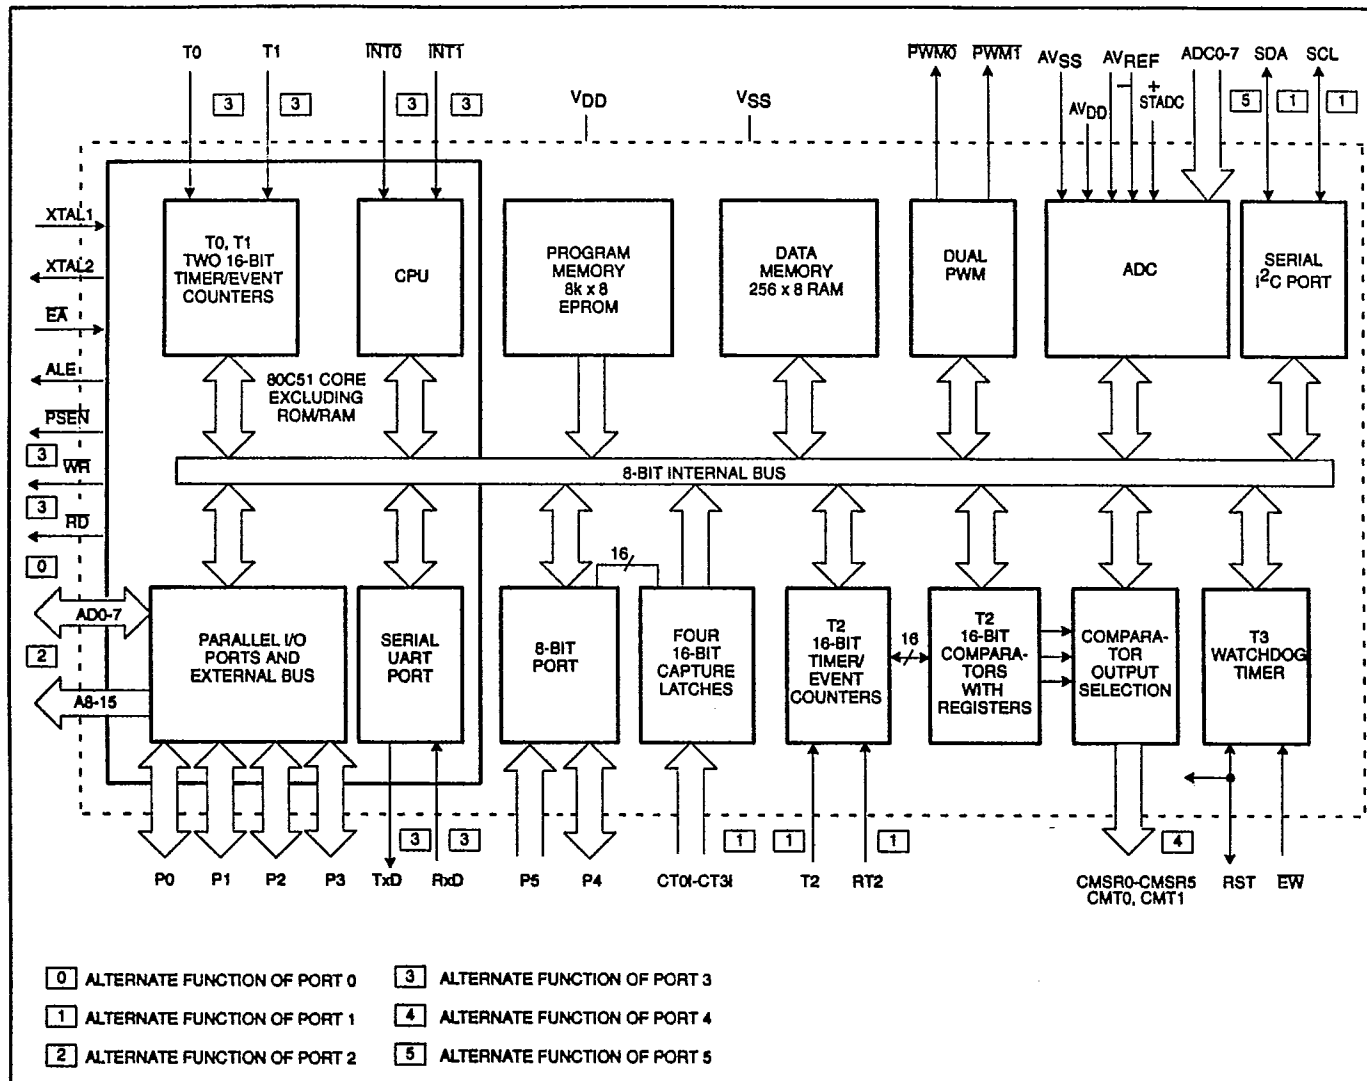 T0 T1 INT0 INT1 PWM0 PWM1 AVSS AVREF ADC0-7 SDA SCL
3 3 3 3 VDD VSS AVDD − + STADC 5 1 1
XTAL1
XTAL2
EA
ALE
PSEN
3 WR
3 RD
0
AD0-7
2
A8-15
T0, T1
TWO 16-BIT
TIMER/EVENT
COUNTERS
CPU
PROGRAM
MEMORY
8k x 8
EPROM
DATA
MEMORY
256 x 8 RAM
DUAL
PWM
ADC
SERIAL
I2C PORT
80C51 CORE
EXCLUDING
ROM/RAM
8-BIT INTERNAL BUS
PARALLEL I/O
PORTS AND
EXTERNAL BUS
SERIAL
UART
PORT
8-BIT
PORT
16
FOUR
16-BIT
CAPTURE
LATCHES
T2
16-BIT
TIMER/
EVENT
COUNTERS
16
T2
16-BIT
COMPARA-
TORS
WITH
REGISTERS
COMPARA-
TOR
OUTPUT
SELECTION
T3
WATCHDOG
TIMER
3 3 1 1 1 4
P0 P1 P2 P3 TxD RxD P5 P4 CT0I-CT3I T2 RT2 CMSR0-CMSR5 RST EW
CMT0, CMT1
0 ALTERNATE FUNCTION OF PORT 0
1 ALTERNATE FUNCTION OF PORT 1
2 ALTERNATE FUNCTION OF PORT 2
3 ALTERNATE FUNCTION OF PORT 3
4 ALTERNATE FUNCTION OF PORT 4
5 ALTERNATE FUNCTION OF PORT 5